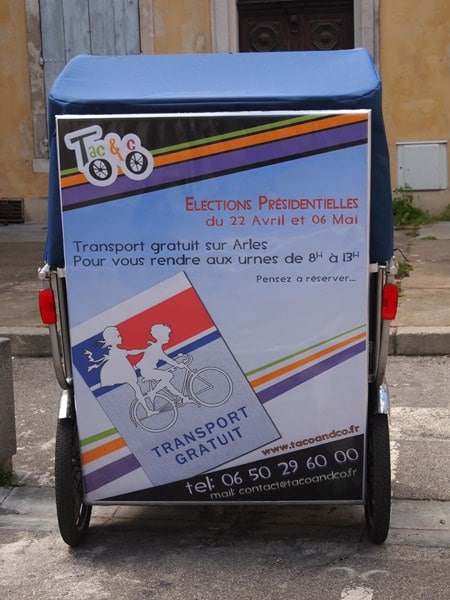 Tac & Co
Elections Présidentielles
du 22 Avril et 06 Mai
Transport gratuit sur Arles
Pour vous rendre aux urnes de 8H à 13H
Pensez à réserver...
TRANSPORT
GRATUIT
www.tacoandco.fr
tel: 06 50 29 60 00
mail: contact@tacoandco.fr